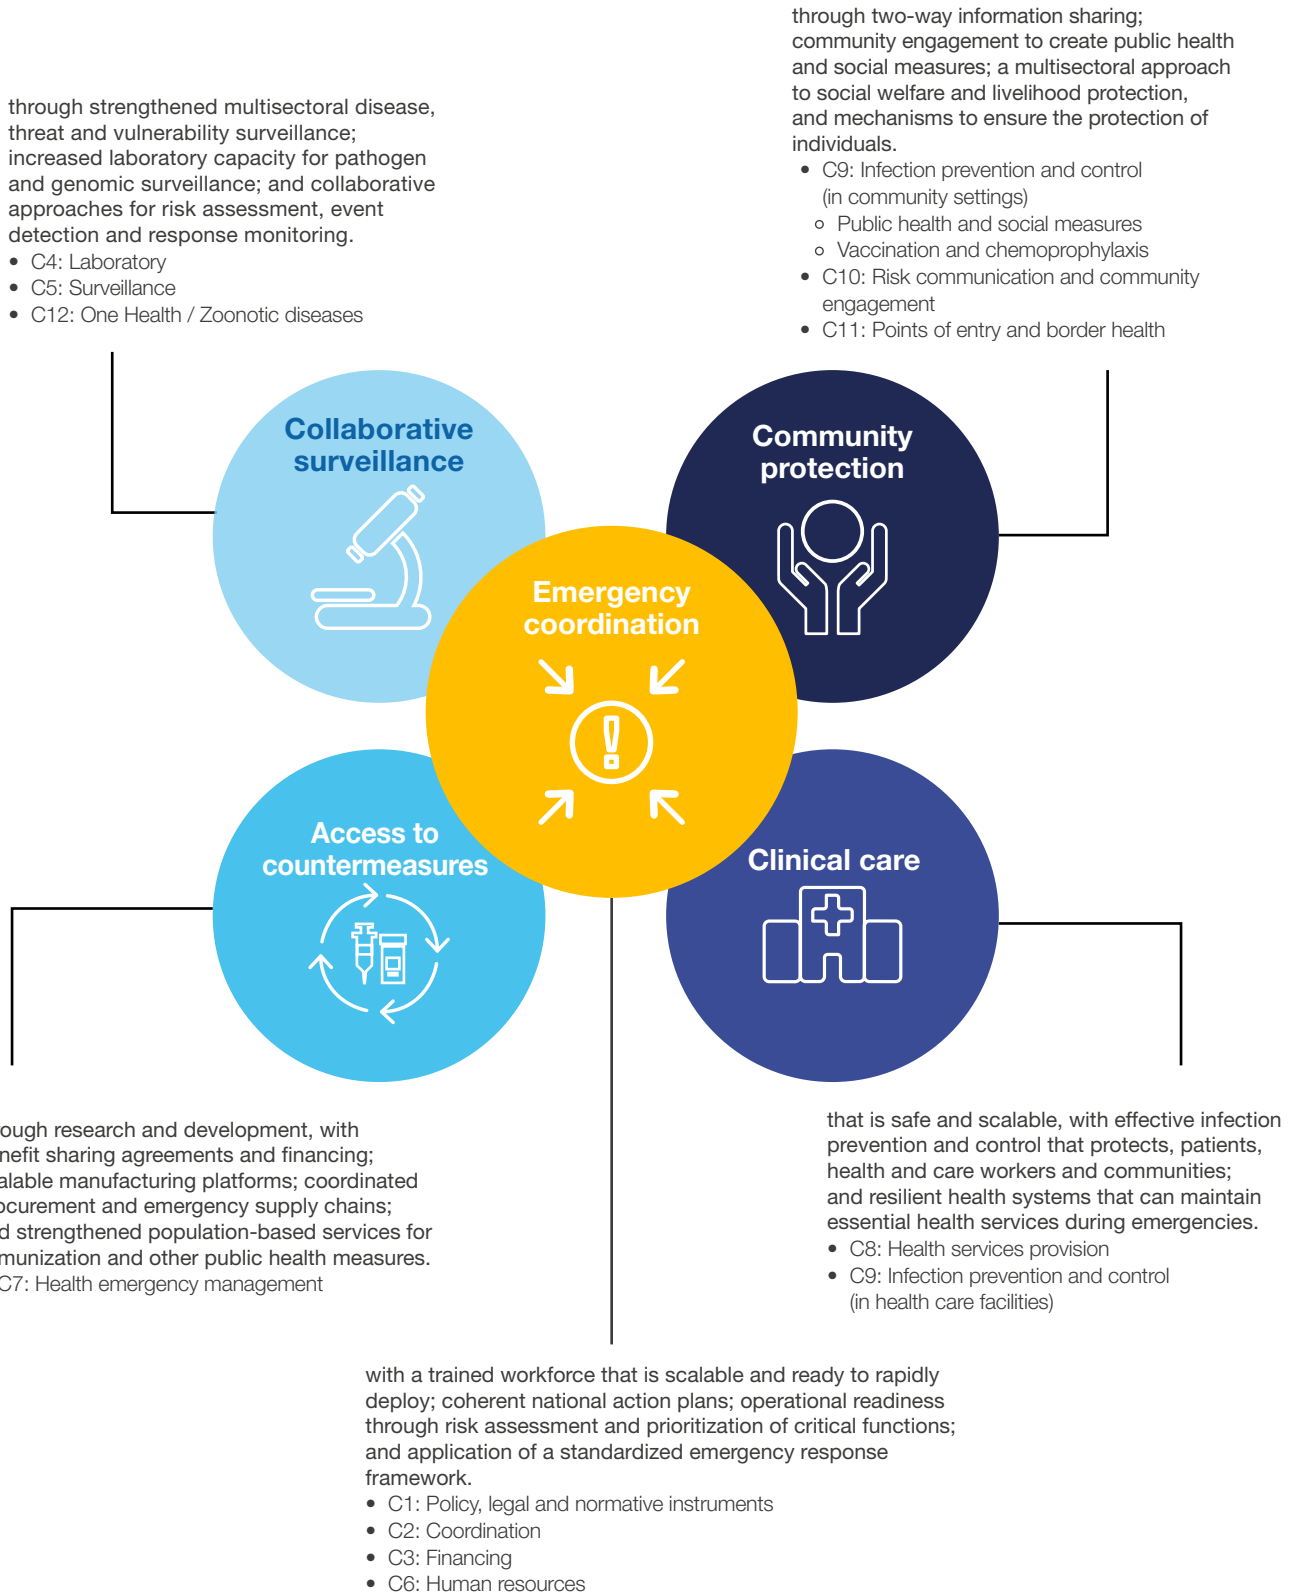 through strengthened multisectoral disease,
threat and vulnerability surveillance;
increased laboratory capacity for pathogen
and genomic surveillance; and collaborative
approaches for risk assessment, event
detection and response monitoring.
• C4: Laboratory
• C5: Surveillance
• C12: One Health / Zoonotic diseases
through two-way information sharing;
community engagement to create public health
and social measures; a multisectoral approach
to social welfare and livelihood protection,
and mechanisms to ensure the protection of
individuals.
• C9: Infection prevention and control
(in community settings)
○ Public health and social measures
○ Vaccination and chemoprophylaxis
• C10: Risk communication and community
engagement
• C11: Points of entry and border health
Collaborative
surveillance
Community
protection
Emergency
coordination
Access to
countermeasures
Clinical care
research and development, with
sharing agreements and financing;
manufacturing platforms; coordinated
and emergency supply chains;
strengthened population-based services for
and other public health measures.
C7: Health emergency management
that is safe and scalable, with effective infection
prevention and control that protects, patients,
health and care workers and communities;
and resilient health systems that can maintain
essential health services during emergencies.
• C8: Health services provision
• C9: Infection prevention and control
(in health care facilities)
with a trained workforce that is scalable and ready to rapidly
deploy; coherent national action plans; operational readiness
through risk assessment and prioritization of critical functions;
and application of a standardized emergency response
framework.
• C1: Policy, legal and normative instruments
• C2: Coordination
• C3: Financing
• C6: Human resources